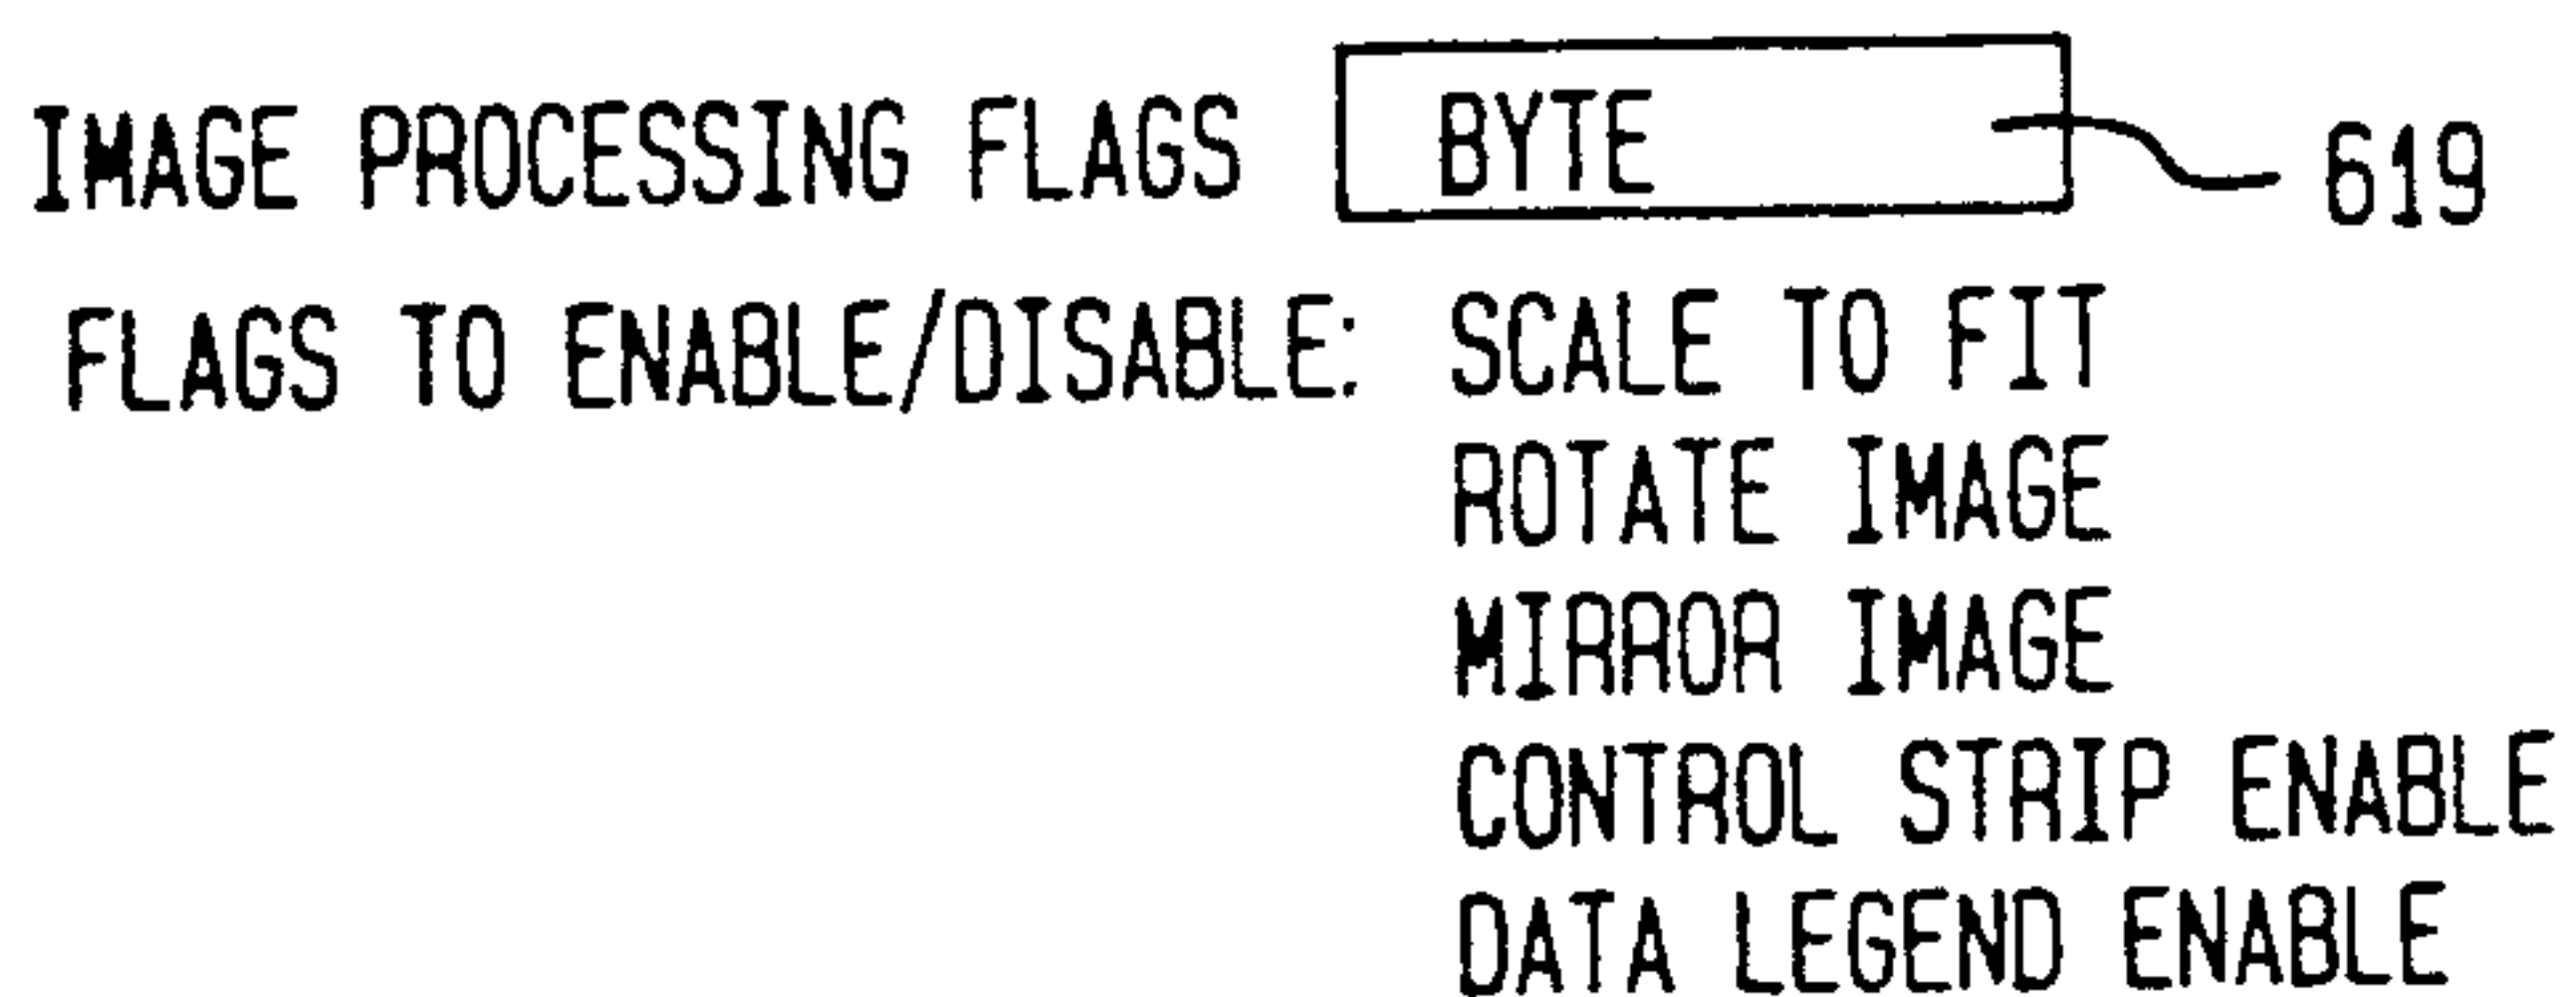 IMAGE PROCESSING FLAGS BYTE 619
FLAGS TO ENABLE/DISABLE: SCALE TO FIT
ROTATE IMAGE
MIRROR IMAGE
CONTROL STRIP ENABLE
DATA LEGEND ENABLE